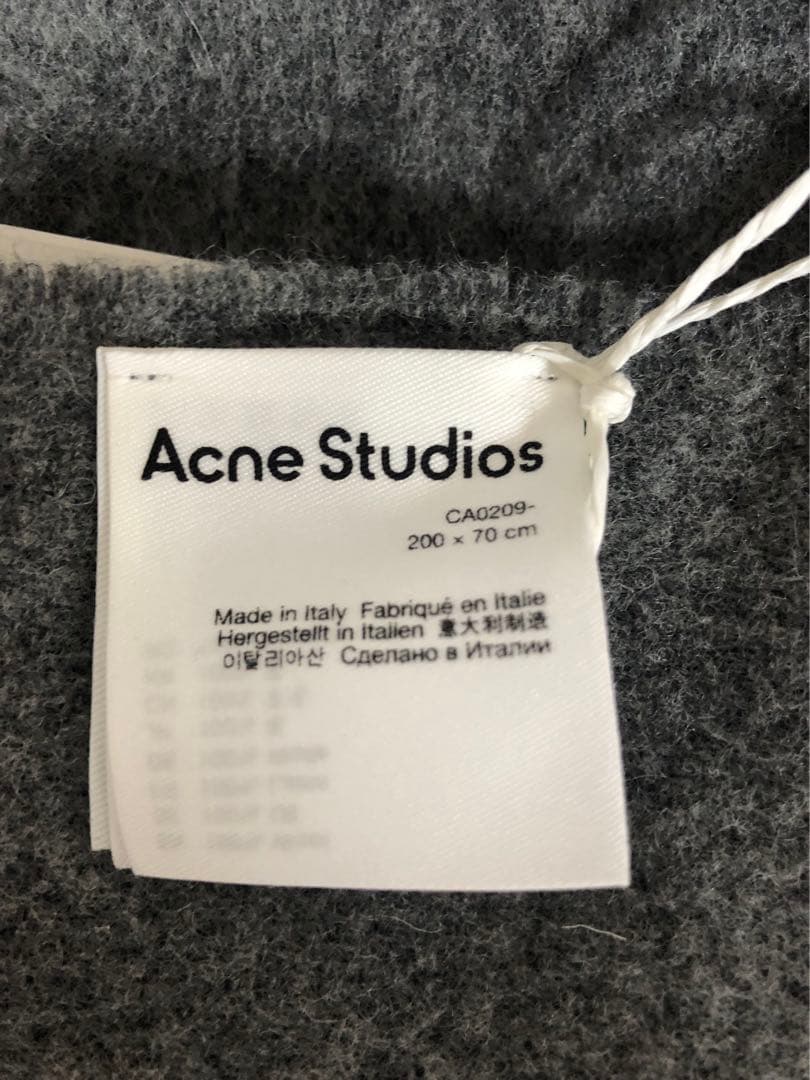 Acne Studios
CA0209-
200 × 70 cm
Made in Italy Fabriqué en Italie
Hergestellt in Italien 意大利制造
이탈리아산 Сделано в Италии